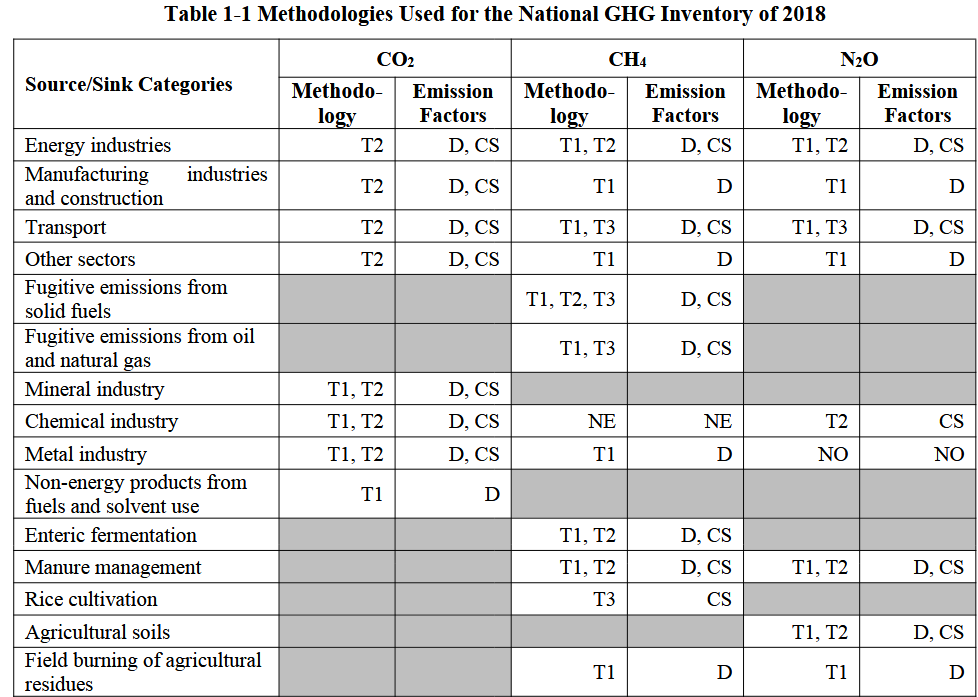 Table 1-1 Methodologies Used for the National GHG Inventory of 2018
Source/Sink Categories CO₂ CH₄ N₂O
Methodo-logy Emission Factors Methodo-logy Emission Factors Methodo-logy Emission Factors
Energy industries T2 D, CS T1, T2 D, CS T1, T2 D, CS
Manufacturing industries
and construction T2 D, CS T1 D T1 D
Transport T2 D, CS T1, T3 D, CS T1, T3 D, CS
Other sectors T2 D, CS T1 D T1 D
Fugitive emissions from
solid fuels T1, T2, T3 D, CS
Fugitive emissions from oil
and natural gas T1, T3 D, CS
Mineral industry T1, T2 D, CS
Chemical industry T1, T2 D, CS NE NE T2 CS
Metal industry T1, T2 D, CS T1 D NO NO
Non-energy products from
fuels and solvent use T1 D
Enteric fermentation T1, T2 D, CS
Manure management T1, T2 D, CS T1, T2 D, CS
Rice cultivation T3 CS
Agricultural soils T1, T2 D, CS
Field burning of agricultural
residues T1 D T1 D